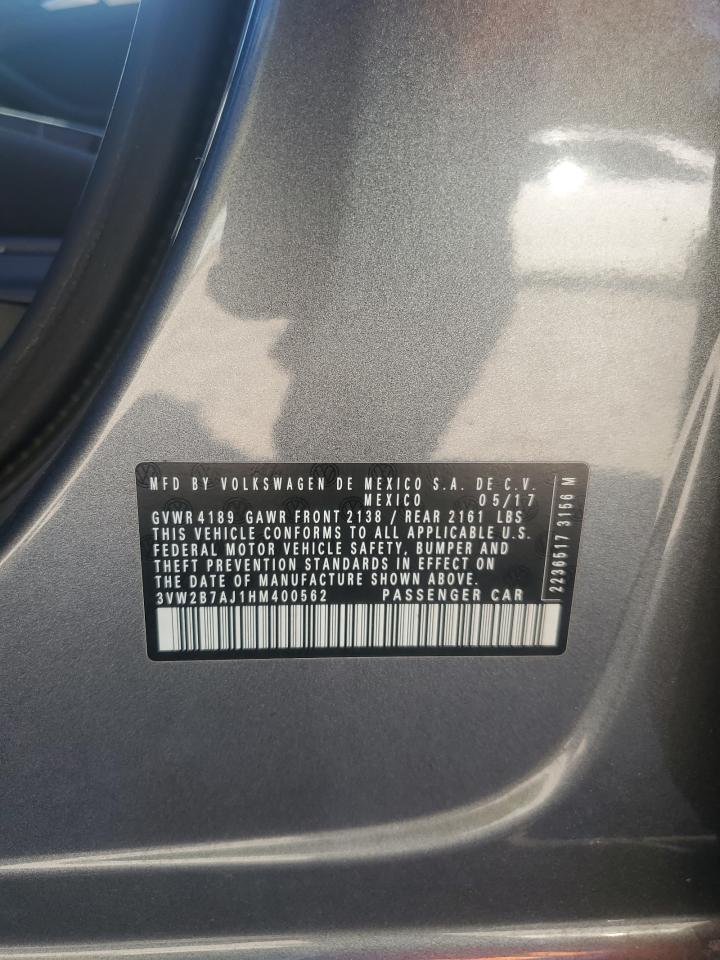 MFD BY VOLKSWAGEN DE MEXICO S.A. DE C.V.
MEXICO 05/17
GVWR 4189 GAWR FRONT 2138 / REAR 2161 LBS
THIS VEHICLE CONFORMS TO ALL APPLICABLE U.S.
FEDERAL MOTOR VEHICLE SAFETY, BUMPER AND
THEFT PREVENTION STANDARDS IN EFFECT ON
THE DATE OF MANUFACTURE SHOWN ABOVE.
3VW2B7AJ1HM400562 PASSENGER CAR
2236517 3156 M